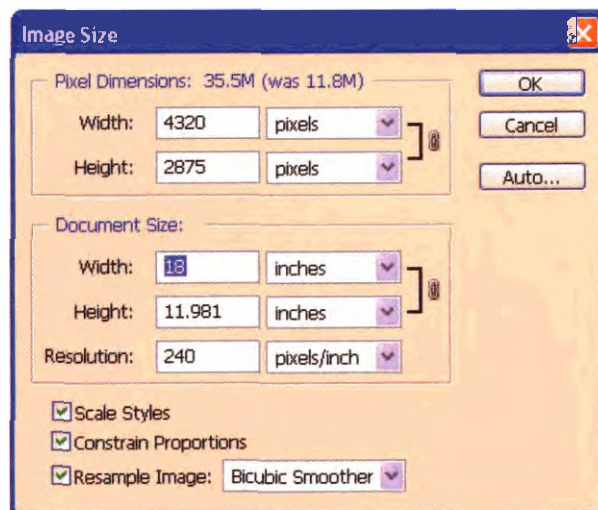 Image Size
Pixel Dimensions: 35.5M (was 11.8M)
OK
Width: 4320 pixels
Cancel
Height: 2875 pixels
Auto...
Document Size:
Width: 18 inches
Height: 11.981 inches
Resolution: 240 pixels/inch
Scale Styles
Constrain Proportions
Resample Image: Bicubic Smoother